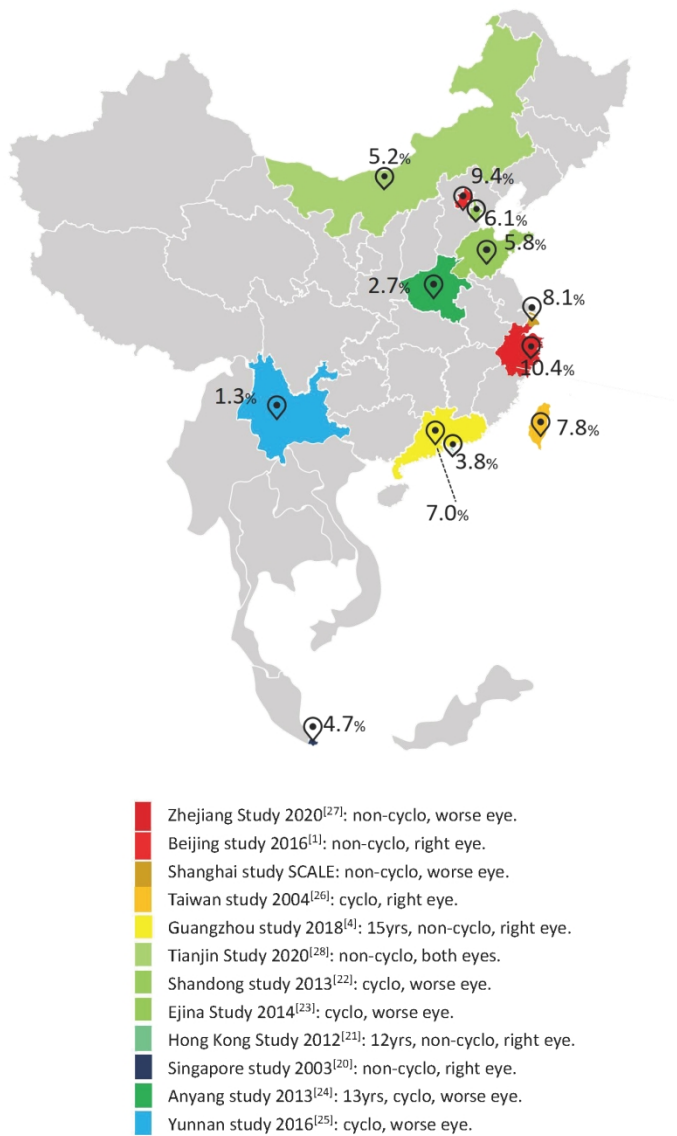 5.2%
9.4%
6.1%
5.8%
2.7%
8.1%
10.4%
1.3%
7.8%
3.8%
7.0%
4.7%
Zhejiang Study 2020[27]: non-cyclo, worse eye.
Beijing study 2016[1]: non-cyclo, right eye.
Shanghai study SCALE: non-cyclo, worse eye.
Taiwan study 2004[26]: cyclo, right eye.
Guangzhou study 2018[4]: 15yrs, non-cyclo, right eye.
Tianjin Study 2020[28]: non-cyclo, both eyes.
Shandong study 2013[22]: cyclo, worse eye.
Ejina Study 2014[23]: cyclo, worse eye.
Hong Kong Study 2012[21]: 12yrs, non-cyclo, right eye.
Singapore study 2003[20]: non-cyclo, right eye.
Anyang study 2013[24]: 13yrs, cyclo, worse eye.
Yunnan study 2016[25]: cyclo, worse eye.